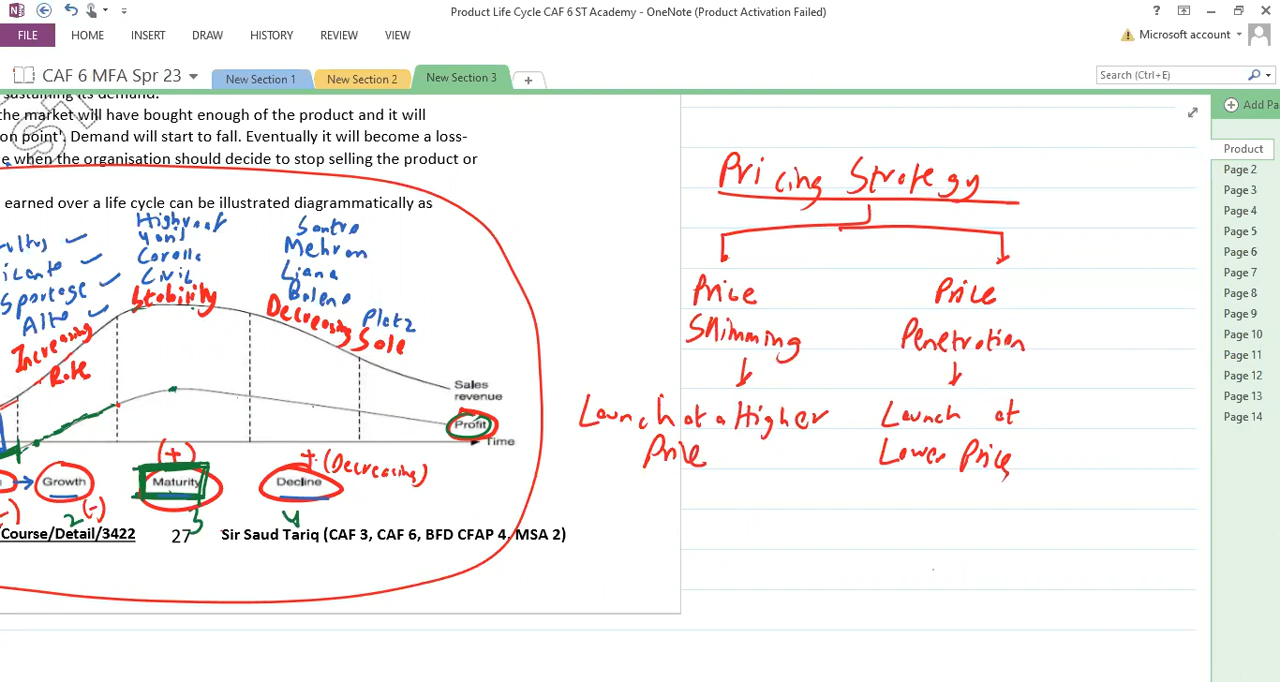 Product Life Cycle CAF 6 ST Academy - OneNote (Product Activation Failed)
FILE HOME INSERT DRAW HISTORY REVIEW VIEW
Microsoft account
CAF 6 MFA Spr 23
New Section 1
New Section 2
New Section 3
Search (Ctrl+E)
Add Pa
sustaining its demand.
the market will have bought enough of the product and it will
on point'. Demand will start to fall. Eventually it will become a loss-
e when the organisation should decide to stop selling the product or
earned over a life cycle can be illustrated diagrammatically as
Sportage
Alto
Increasing
Rate
Corolla
Civic
Stability
Santro
Mehran
Liana
Baleno
Platz
Decreasing Sale
Sales
revenue
Profit
Time
(+)
+ (Decreasing)
Growth
Maturity
Decline
2 (-)
3
4
Course/Detail/3422
27
Sir Saud Tariq (CAF 3, CAF 6, BFD CFAP 4, MSA 2)
Pricing Strategy
Price
Skimming
Launch at a Higher
Price
Price
Penetration
Launch at
Lower Price
Product
Page 2
Page 3
Page 4
Page 5
Page 6
Page 7
Page 8
Page 9
Page 10
Page 11
Page 12
Page 13
Page 14